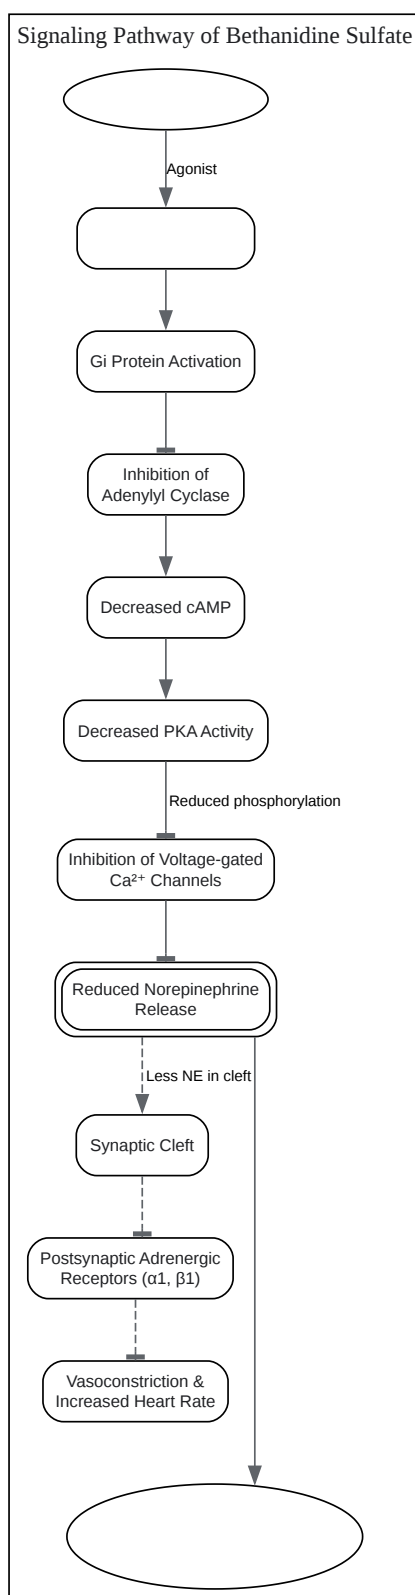 Signaling Pathway of Bethanidine Sulfate
Agonist
Gi Protein Activation
Inhibition of
Adenylyl Cyclase
Decreased cAMP
Decreased PKA Activity
Reduced phosphorylation
Inhibition of Voltage-gated
Ca²⁺ Channels
Reduced Norepinephrine
Release
Less NE in cleft
Synaptic Cleft
Postsynaptic Adrenergic
Receptors (α1, β1)
Vasoconstriction &
Increased Heart Rate